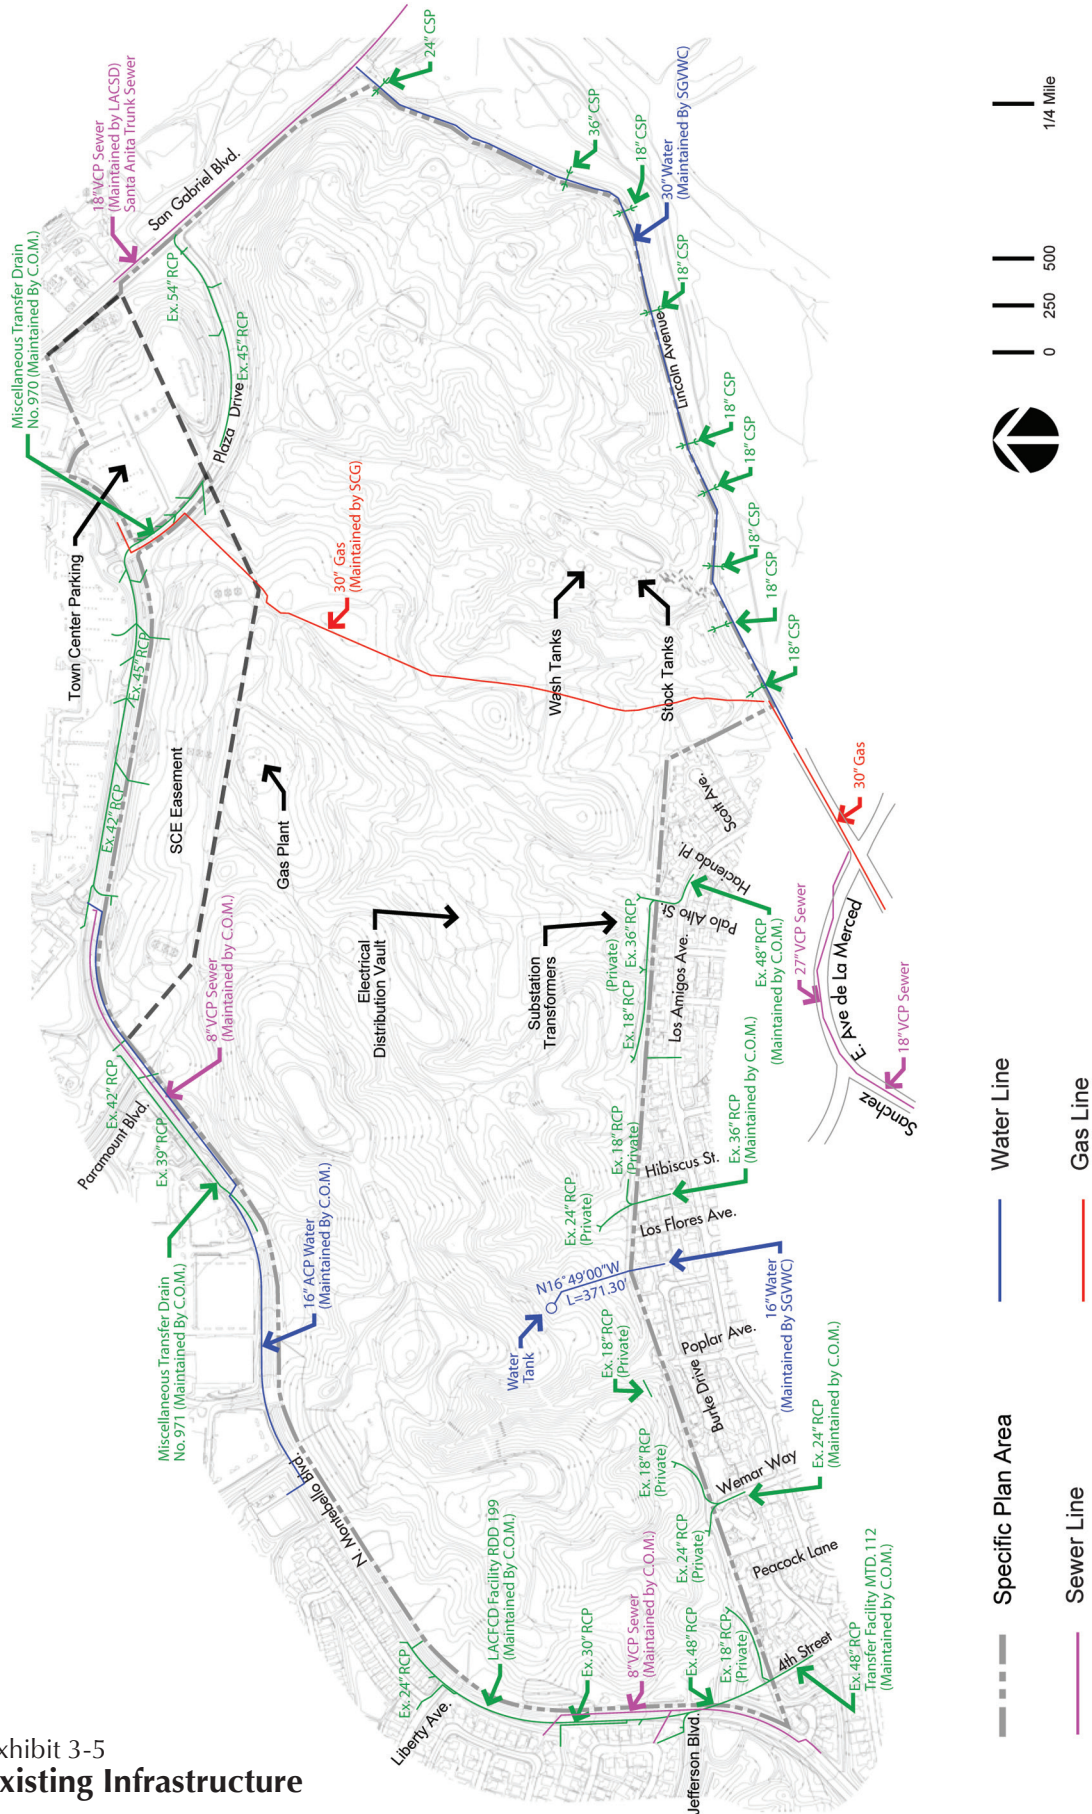 24" CSP
18" VCP Sewer
(Maintained by LACSD)
Santa Anita Trunk Sewer
San Gabriel Blvd.
36" CSP
18" CSP
30" Water
(Maintained By SGVWC)
Miscellaneous Transfer Drain
No. 970 (Maintained By C.O.M.)
Ex. 54" RCP
Ex. 45" RCP
Plaza Drive
18" CSP
Lincoln Avenue
18" CSP
18" CSP
18" CSP
18" CSP
18" CSP
Town Center Parking
30" Gas
(Maintained by SCG)
Wash Tanks
Stock Tanks
Ex. 45" RCP
Ex. 42" RCP
SCE Easement
Gas Plant
30" Gas
Scott Ave.
Hacienda Pl.
Palo Alto St.
Los Amigos Ave.
Electrical
Distribution Vault
Substation
Transformers
(Private)
Ex. 36" RCP
Ex. 18" RCP
Ex. 48" RCP
(Maintained by C.O.M.)
27" VCP Sewer
E. Ave de La Merced
18" VCP Sewer
Sanchez
8" VCP Sewer
(Maintained by C.O.M.)
Ex. 42" RCP
Paramount Blvd.
Ex. 39" RCP
Ex. 18" RCP
(Private)
Hibiscus St.
Ex. 36" RCP
(Maintained by C.O.M.)
Ex. 24" RCP
(Private)
Los Flores Ave.
Miscellaneous Transfer Drain
No. 971 (Maintained By C.O.M.)
16" ACP Water
(Maintained By C.O.M.)
N16°49'00"W
L=371.30'
Water
Tank
16" Water
(Maintained By SGVWC)
Ex. 18" RCP
(Private)
Poplar Ave.
Burke Drive
Ex. 18" RCP
(Private)
Wemar Way
Ex. 24" RCP
(Maintained by C.O.M.)
Ex. 24" RCP
(Private)
Peacock Lane
N. Montebello Blvd.
LACFCD Facility RDD 199
(Maintained By C.O.M.)
Ex. 24" RCP
Liberty Ave.
Ex. 30" RCP
8" VCP Sewer
(Maintained by C.O.M.)
Ex. 48" RCP
Ex. 18" RCP
(Private)
4th Street
Ex. 48" RCP
Transfer Facility MTD. 112
(Maintained by C.O.M.)
Jefferson Blvd.
0
250
500
1/4 Mile
Specific Plan Area
Water Line
Sewer Line
Gas Line
xhibit 3-5
xisting Infrastructure